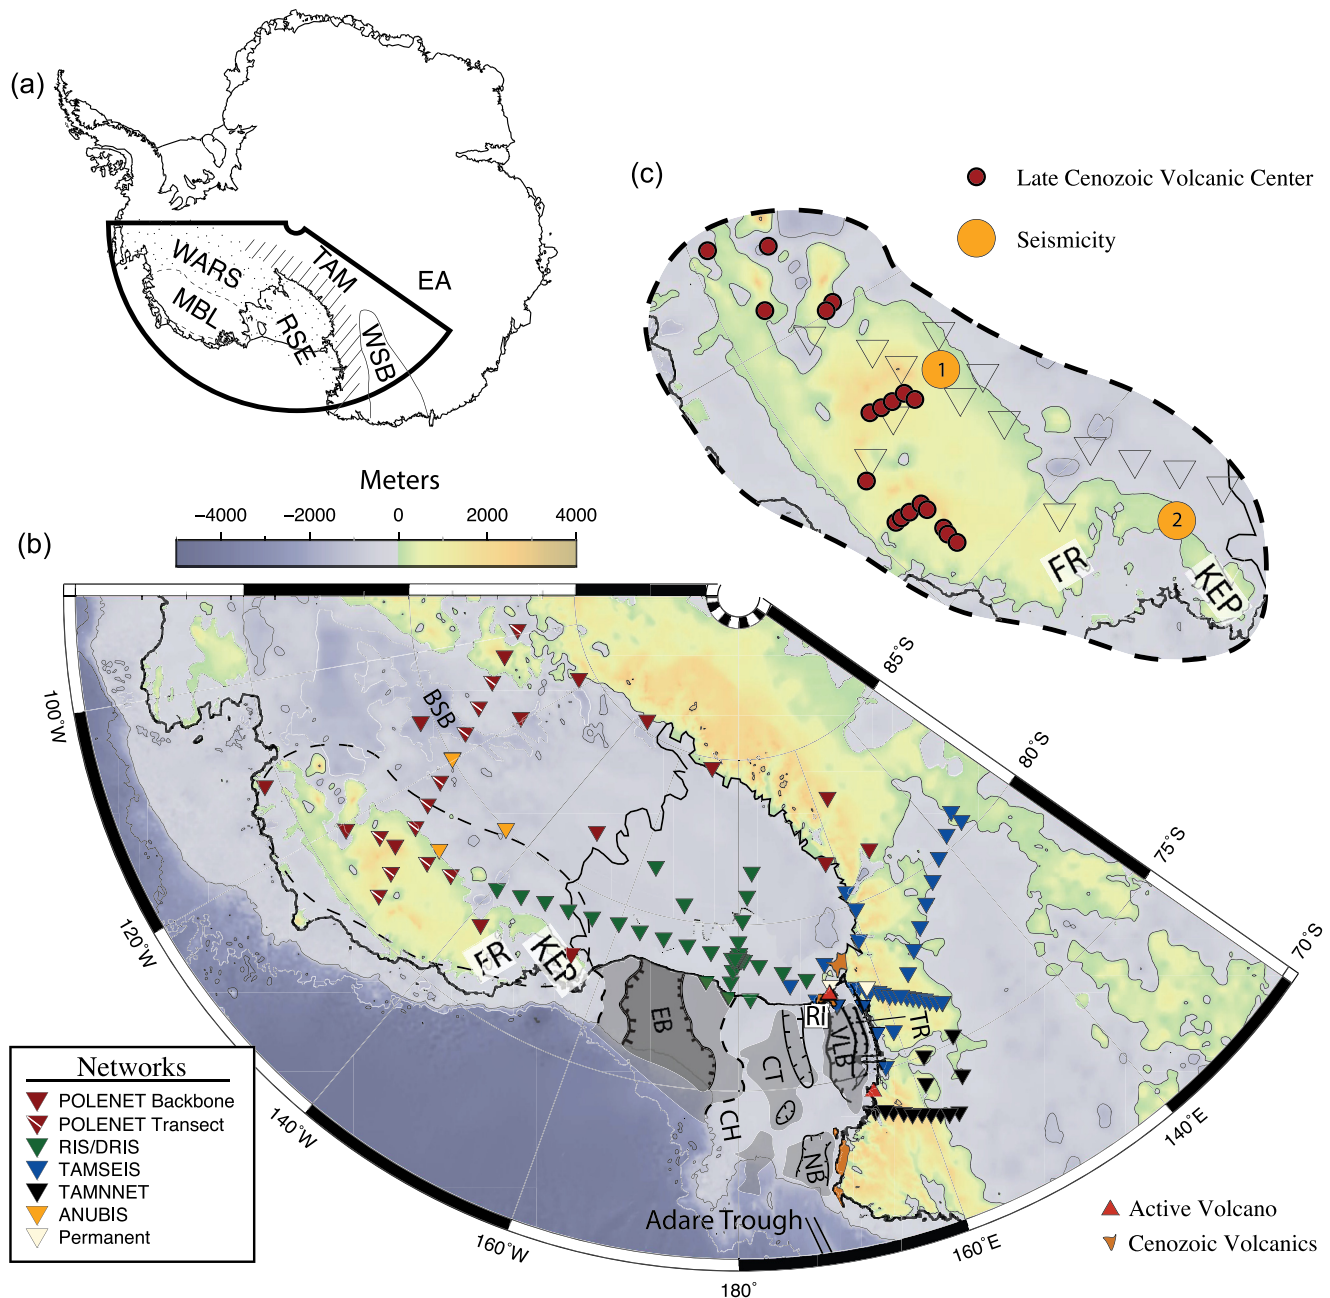 (a)
WARS
TAM
EA
MBL
RSE
WSB
(c)
Late Cenozoic Volcanic Center
Seismicity
1
2
FR
KEP
Meters
−4000
−2000
0
2000
4000
(b)
85°S
80°S
75°S
70°S
100°W
120°W
140°W
160°W
180°
160°E
140°E
BSB
FR
KEP
EB
RI
VLB
TR
CT
CH
NB
Adare Trough
Networks
POLENET Backbone
POLENET Transect
RIS/DRIS
TAMSEIS
TAMNNET
ANUBIS
Permanent
Active Volcano
Cenozoic Volcanics